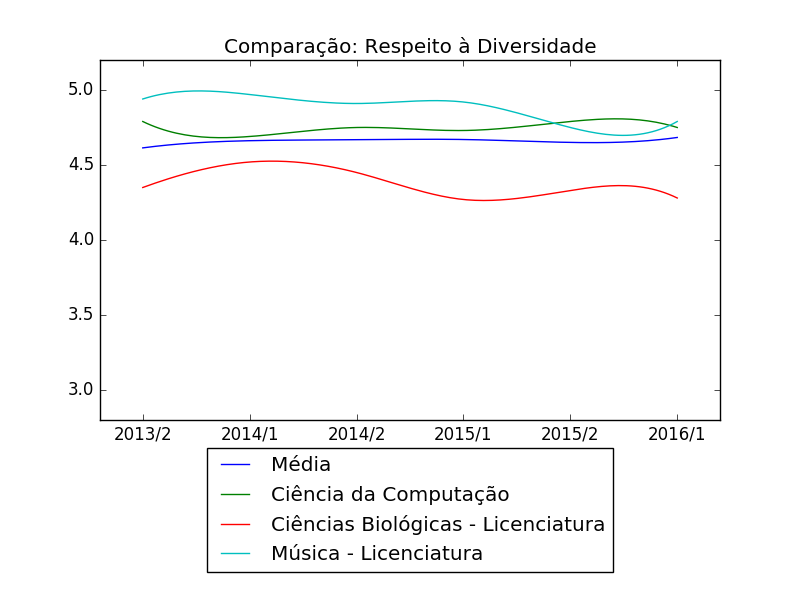 Comparação: Respeito à Diversidade
5.0
4.5
4.0
3.5
3.0
2013/2 2014/1 2014/2 2015/1 2015/2 2016/1
Média
Ciência da Computação
Ciências Biológicas - Licenciatura
Música - Licenciatura